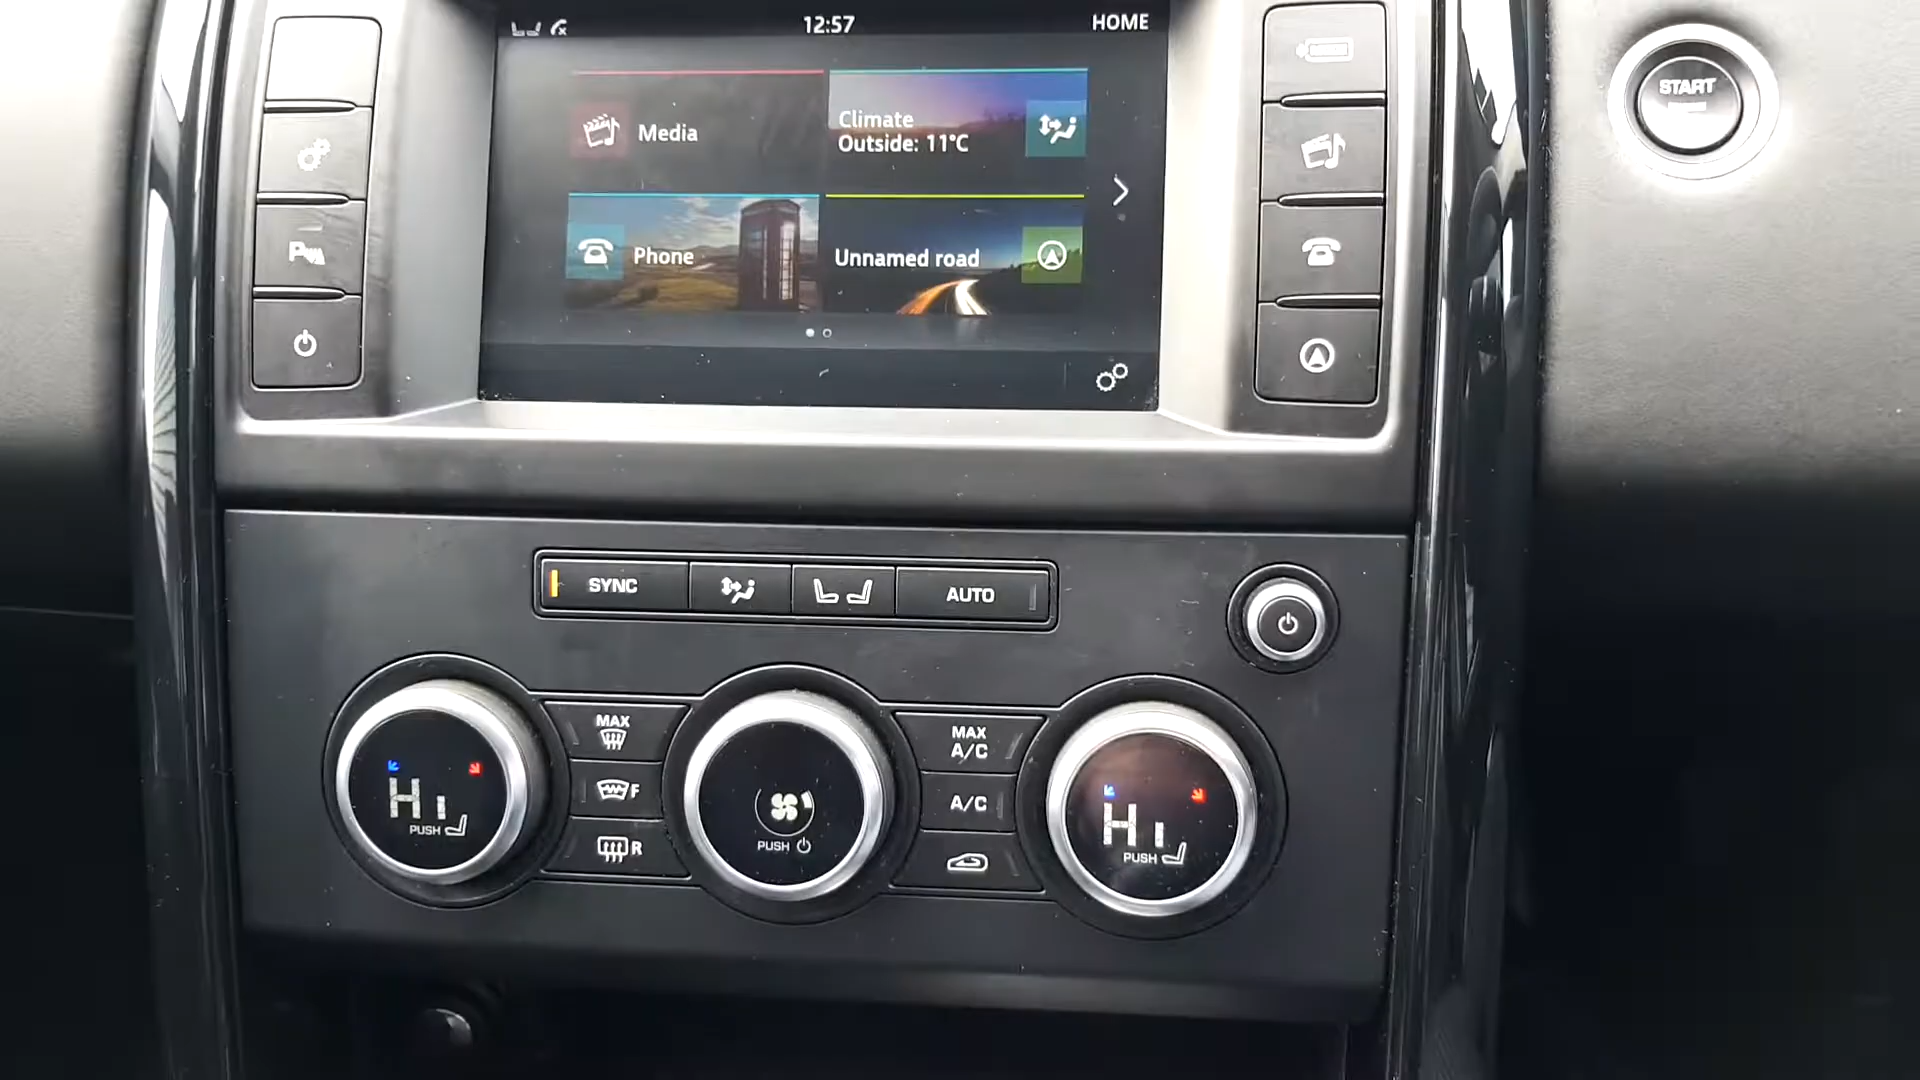 12:57
HOME
Media
Climate
Outside: 11°C
Phone
Unnamed road
START
P
SYNC
AUTO
MAX
F
R
MAX
A/C
A/C
HI
PUSH
PUSH
HI
PUSH